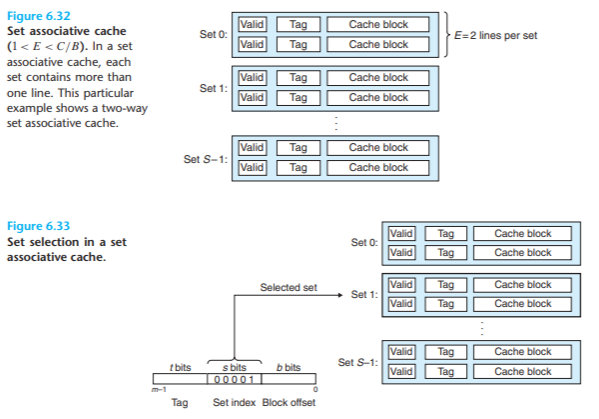 Figure 6.32
Set associative cache
(1 < E < C/B). In a set
associative cache, each
set contains more than
one line. This particular
example shows a two-way
set associative cache.
Set 0:
Valid Tag Cache block
Valid Tag Cache block
E=2 lines per set
Set 1:
Valid Tag Cache block
Valid Tag Cache block
...
Set S–1:
Valid Tag Cache block
Valid Tag Cache block
Figure 6.33
Set selection in a set
associative cache.
Set 0:
Valid Tag Cache block
Valid Tag Cache block
Selected set
Set 1:
Valid Tag Cache block
Valid Tag Cache block
...
Set S–1:
Valid Tag Cache block
Valid Tag Cache block
t bits s bits b bits
0 0 0 0 1
m–1 0
Tag Set index Block offset